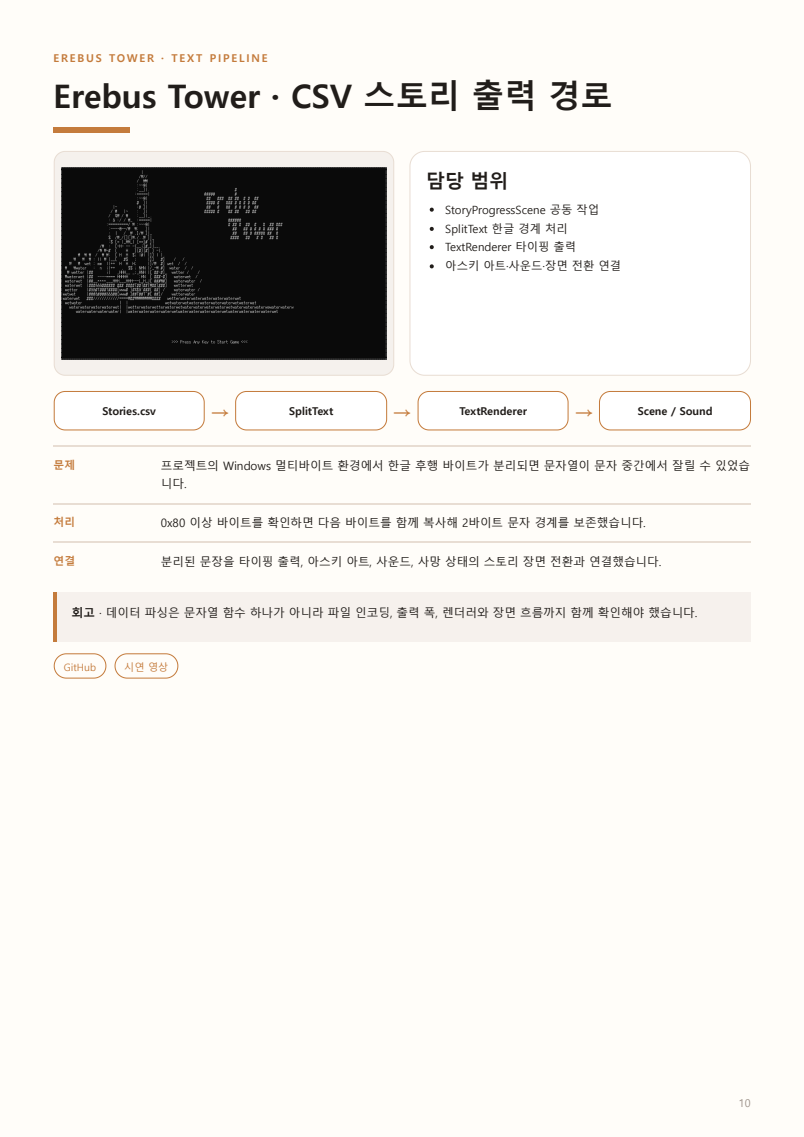 EREBUS TOWER · TEXT PIPELINE
Erebus Tower · CSV 스토리 출력 경로
>>> Press Any Key to Start Game <<<
담당 범위
• StoryProgressScene 공동 작업
• SplitText 한글 경계 처리
• TextRenderer 타이핑 출력
• 아스키 아트·사운드·장면 전환 연결
Stories.csv → SplitText → TextRenderer → Scene / Sound
문제 프로젝트의 Windows 멀티바이트 환경에서 한글 후행 바이트가 분리되면 문자열이 문자 중간에서 잘릴 수 있었습
니다.
처리 0x80 이상 바이트를 확인하면 다음 바이트를 함께 복사해 2바이트 문자 경계를 보존했습니다.
연결 분리된 문장을 타이핑 출력, 아스키 아트, 사운드, 사망 상태의 스토리 장면 전환과 연결했습니다.
회고 · 데이터 파싱은 문자열 함수 하나가 아니라 파일 인코딩, 출력 폭, 렌더러와 장면 흐름까지 함께 확인해야 했습니다.
GitHub 시연 영상
10